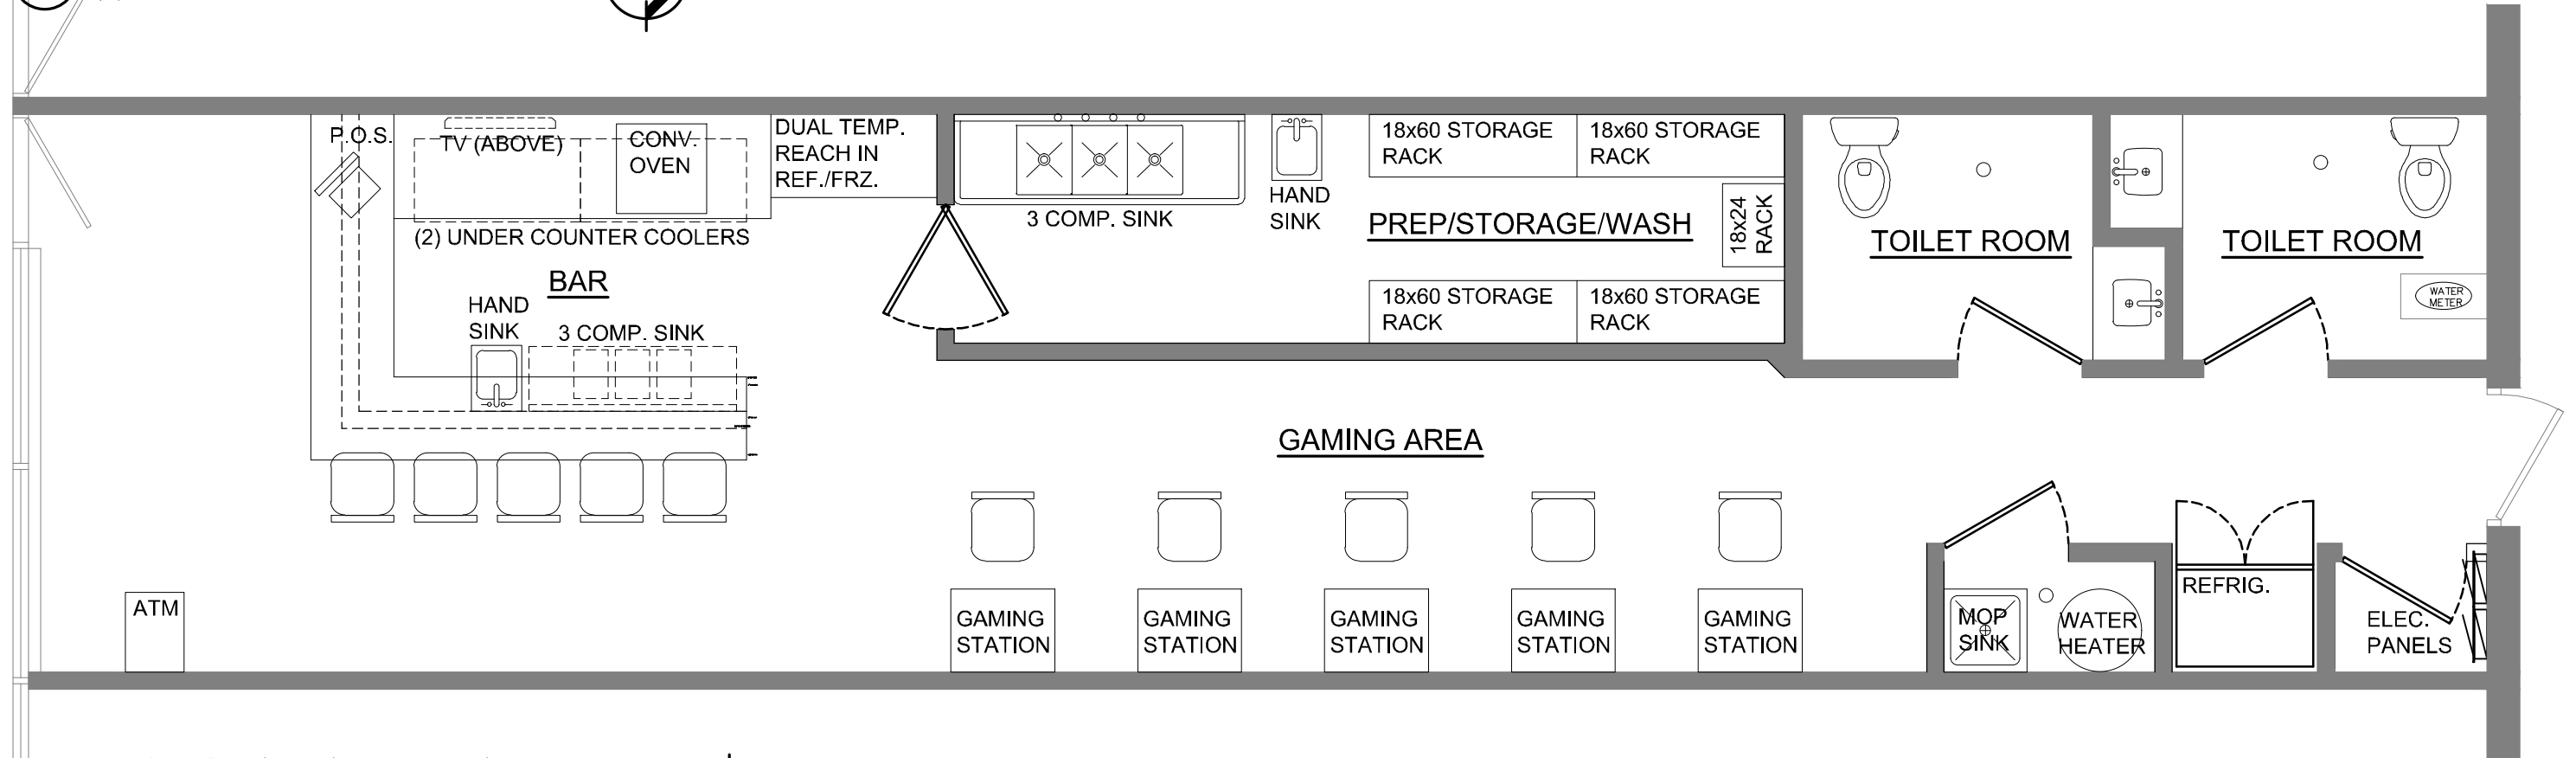 P.O.S.
TV (ABOVE)
CONV.
OVEN
DUAL TEMP.
REACH IN
REF./FRZ.
(2) UNDER COUNTER COOLERS
BAR
HAND
SINK
3 COMP. SINK
3 COMP. SINK
HAND
SINK
18x60 STORAGE
RACK
18x60 STORAGE
RACK
PREP/STORAGE/WASH
18x24
RACK
18x60 STORAGE
RACK
18x60 STORAGE
RACK
TOILET ROOM
TOILET ROOM
WATER
METER
GAMING AREA
ATM
GAMING
STATION
GAMING
STATION
GAMING
STATION
GAMING
STATION
GAMING
STATION
MOP
SINK
WATER
HEATER
REFRIG.
ELEC.
PANELS